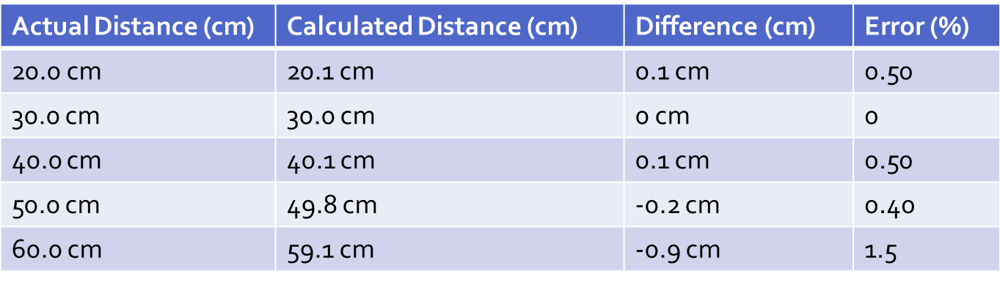 Actual Distance (cm) Calculated Distance (cm) Difference (cm) Error (%)
20.0 cm 20.1 cm 0.1 cm 0.50
30.0 cm 30.0 cm 0 cm 0
40.0 cm 40.1 cm 0.1 cm 0.50
50.0 cm 49.8 cm -0.2 cm 0.40
60.0 cm 59.1 cm -0.9 cm 1.5